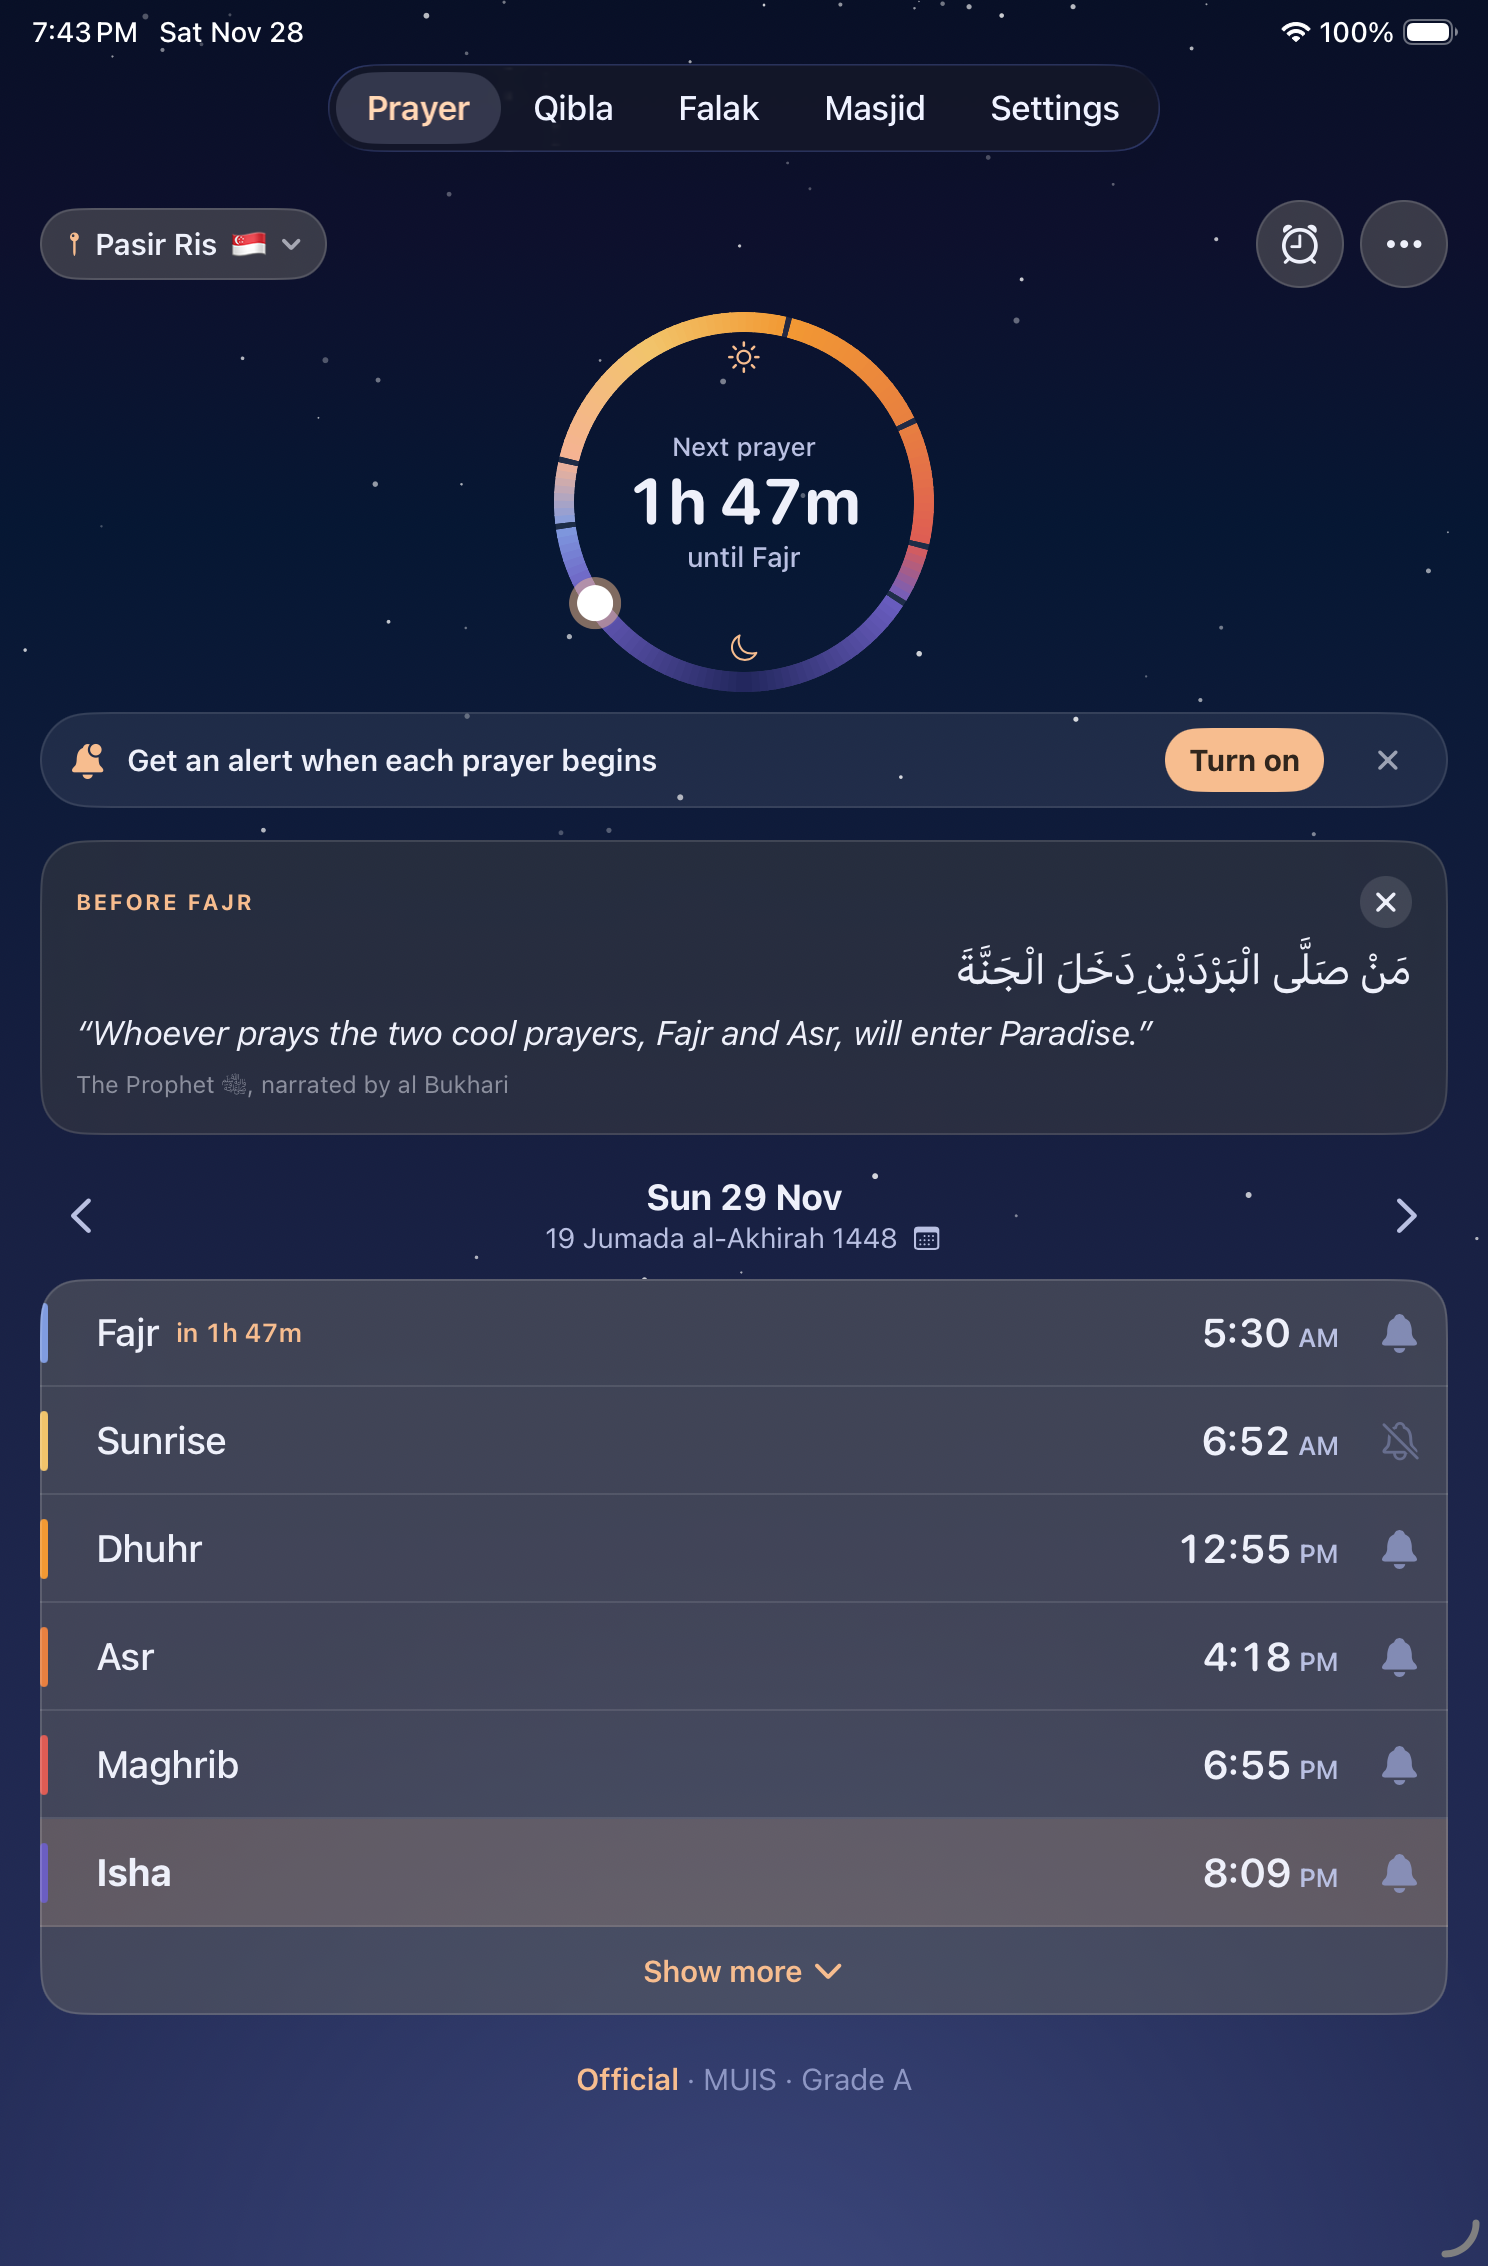 7:43 PM Sat Nov 28 100%
Prayer Qibla Falak Masjid Settings
Pasir Ris
Next prayer
1h 47m
until Fajr
Get an alert when each prayer begins Turn on
BEFORE FAJR
مَنْ صَلَّى الْبَرْدَيْنِ دَخَلَ الْجَنَّةَ
“Whoever prays the two cool prayers, Fajr and Asr, will enter Paradise.”
The Prophet ﷺ, narrated by al Bukhari
Sun 29 Nov
19 Jumada al-Akhirah 1448
Fajr in 1h 47m 5:30 AM
Sunrise 6:52 AM
Dhuhr 12:55 PM
Asr 4:18 PM
Maghrib 6:55 PM
Isha 8:09 PM
Show more
Official · MUIS · Grade A